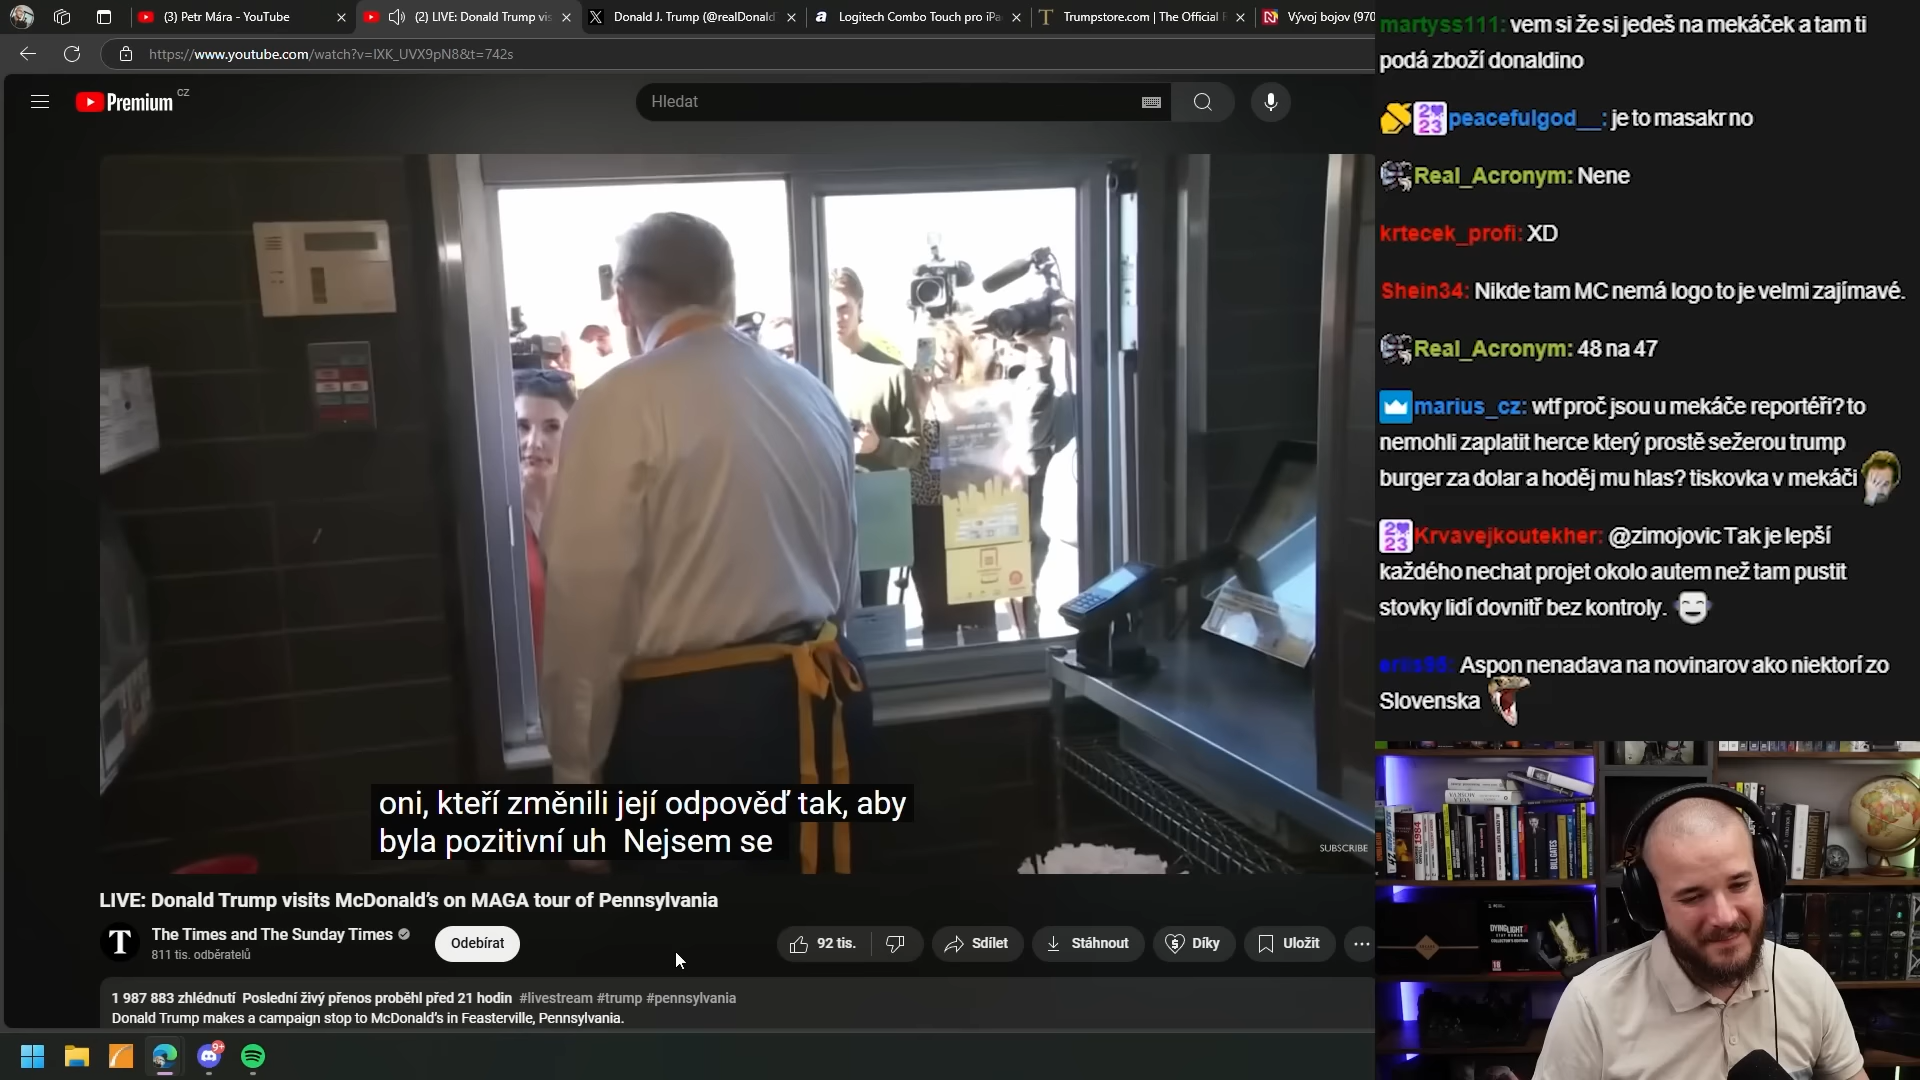 (3) Petr Mára - YouTube
(2) LIVE: Donald Trump vis
Donald J. Trump (@realDonald
Logitech Combo Touch pro iPa
Trumpstore.com | The Official
Vývoj bojov (970
https://www.youtube.com/watch?v=IXK_UVX9pN8&t=742s
Premium CZ
Hledat
oni, kteří změnili její odpověď tak, aby
byla pozitivní uh Nejsem se
SUBSCRIBE
LIVE: Donald Trump visits McDonald's on MAGA tour of Pennsylvania
The Times and The Sunday Times
811 tis. odběratelů
Odebírat
92 tis.
Sdílet
Stáhnout
Díky
Uložit
1 987 883 zhlédnutí Poslední živý přenos proběhl před 21 hodin #livestream #trump #pennsylvania
Donald Trump makes a campaign stop to McDonald's in Feasterville, Pennsylvania.
9+
martyss111: vem si že si jedeš na mekáček a tam ti
podá zboží donaldino
peacefulgod__: je to masakr no
Real_Acronym: Nene
krtecek_profi: XD
Shein34: Nikde tam MC nemá logo to je velmi zajímavé.
Real_Acronym: 48 na 47
marius_cz: wtf proč jsou u mekáče reportéři? to
nemohli zaplatit herce který prostě sežerou trump
burger za dolar a hoděj mu hlas? tiskovka v mekáči
Krvavejkoutekher: @zimojovic Tak je lepší
každého nechat projet okolo autem než tam pustit
stovky lidí dovnitř bez kontroly.
Aspon nenadava na novinarov ako niektorí zo
Slovenska
1984
BILL GATES
DYING LIGHT 2